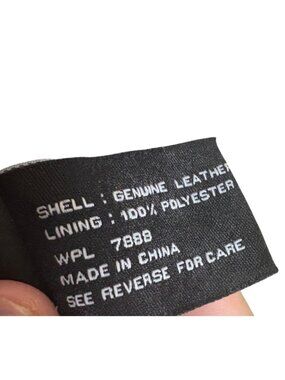 SHELL : GENUINE LEATHER
LINING : 100% POLYESTER
WPL 7888
MADE IN CHINA
SEE REVERSE FOR CARE